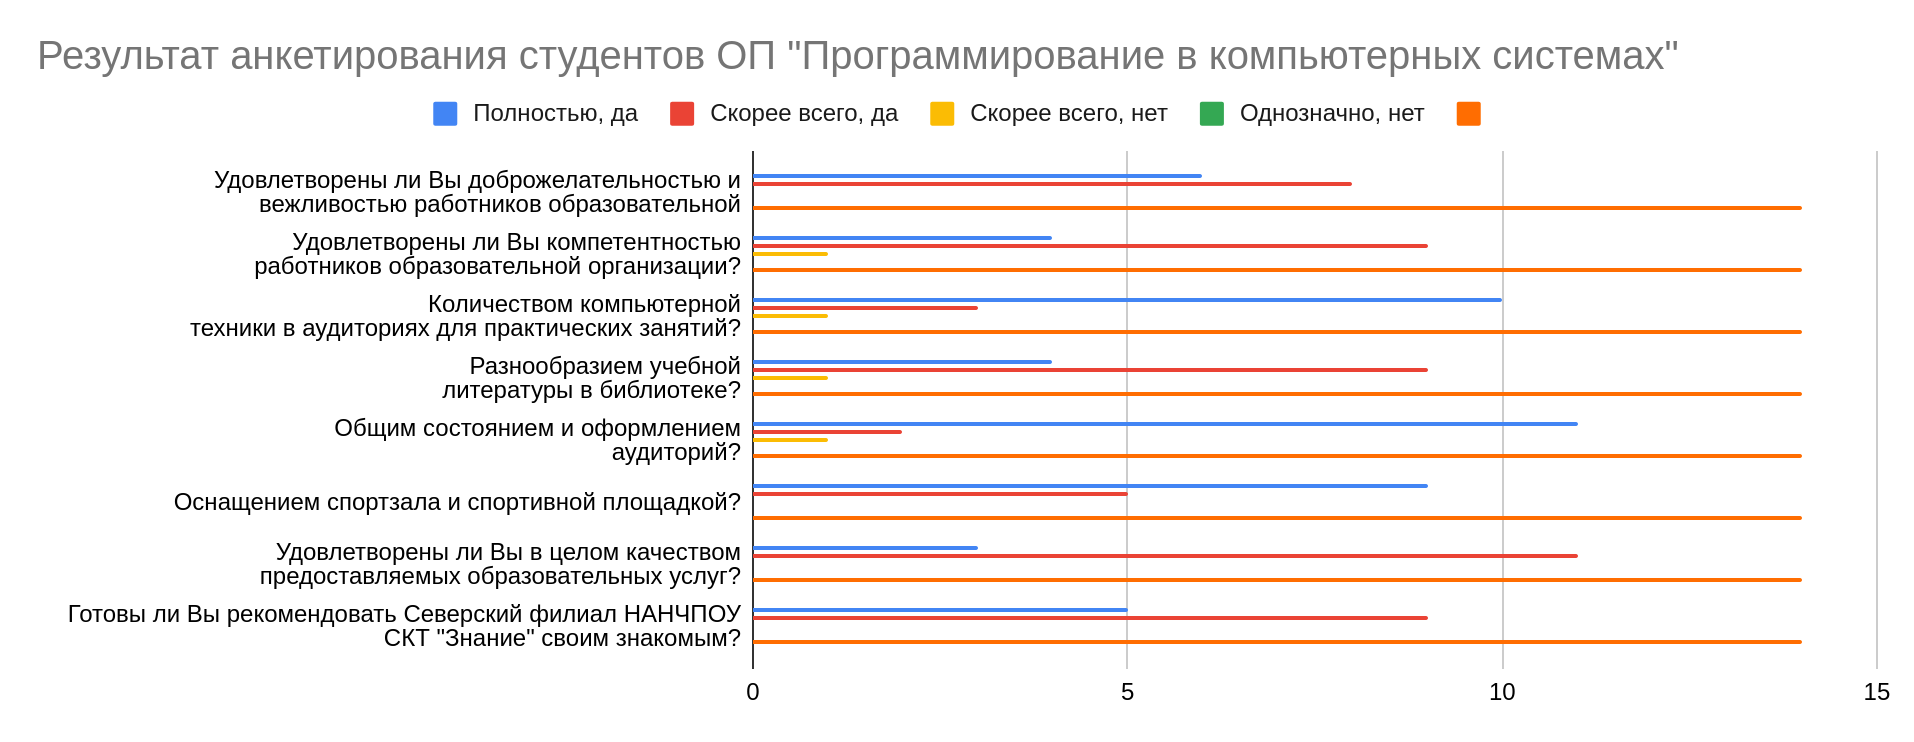 Результат анкетирования студентов ОП "Программирование в компьютерных системах"
Полностью, да Скорее всего, да Скорее всего, нет Однозначно, нет
Удовлетворены ли Вы доброжелательностью и
вежливостью работников образовательной
Удовлетворены ли Вы компетентностью
работников образовательной организации?
Количеством компьютерной
техники в аудиториях для практических занятий?
Разнообразием учебной
литературы в библиотеке?
Общим состоянием и оформлением
аудиторий?
Оснащением спортзала и спортивной площадкой?
Удовлетворены ли Вы в целом качеством
предоставляемых образовательных услуг?
Готовы ли Вы рекомендовать Северский филиал НАНЧПОУ
СКТ "Знание" своим знакомым?
0 5 10 15